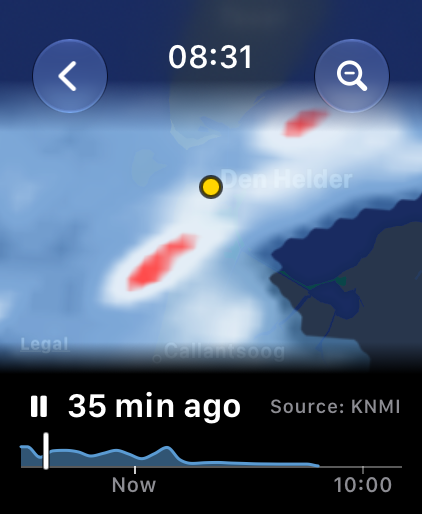 08:31
Den Helder
Legal
Callantsoog
35 min ago
Source: KNMI
Now
10:00